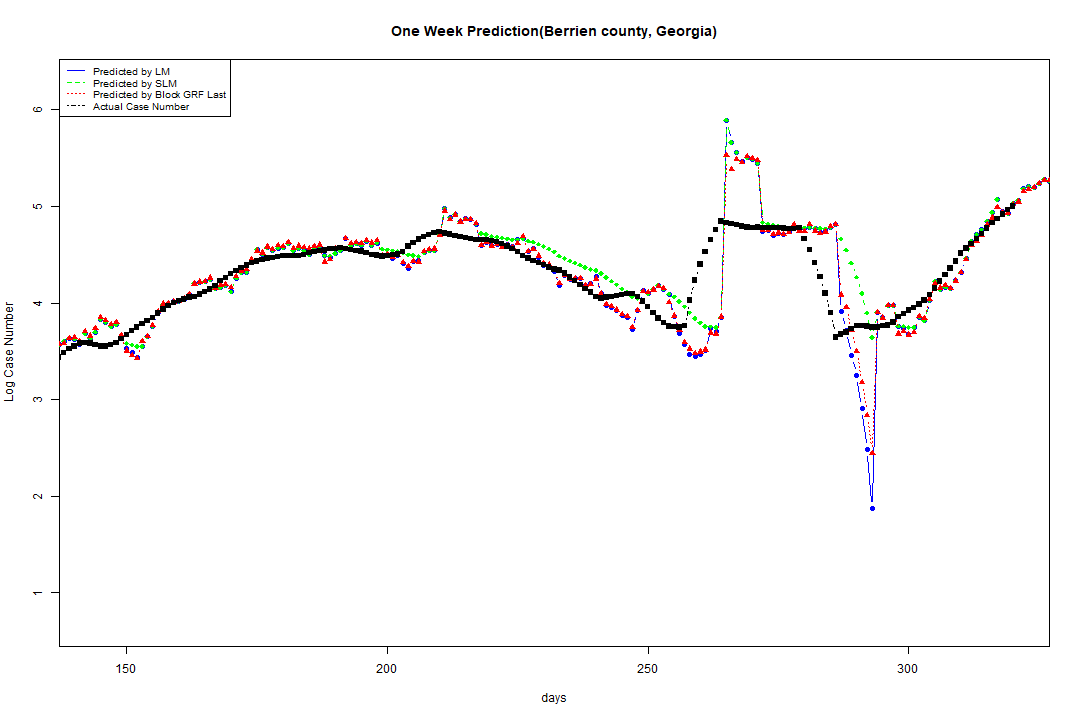 One Week Prediction(Berrien county, Georgia)
Predicted by LM
Predicted by SLM
Predicted by Block GRF Last
Actual Case Number
Log Case Number
6
5
4
3
2
1
150 200 250 300
days